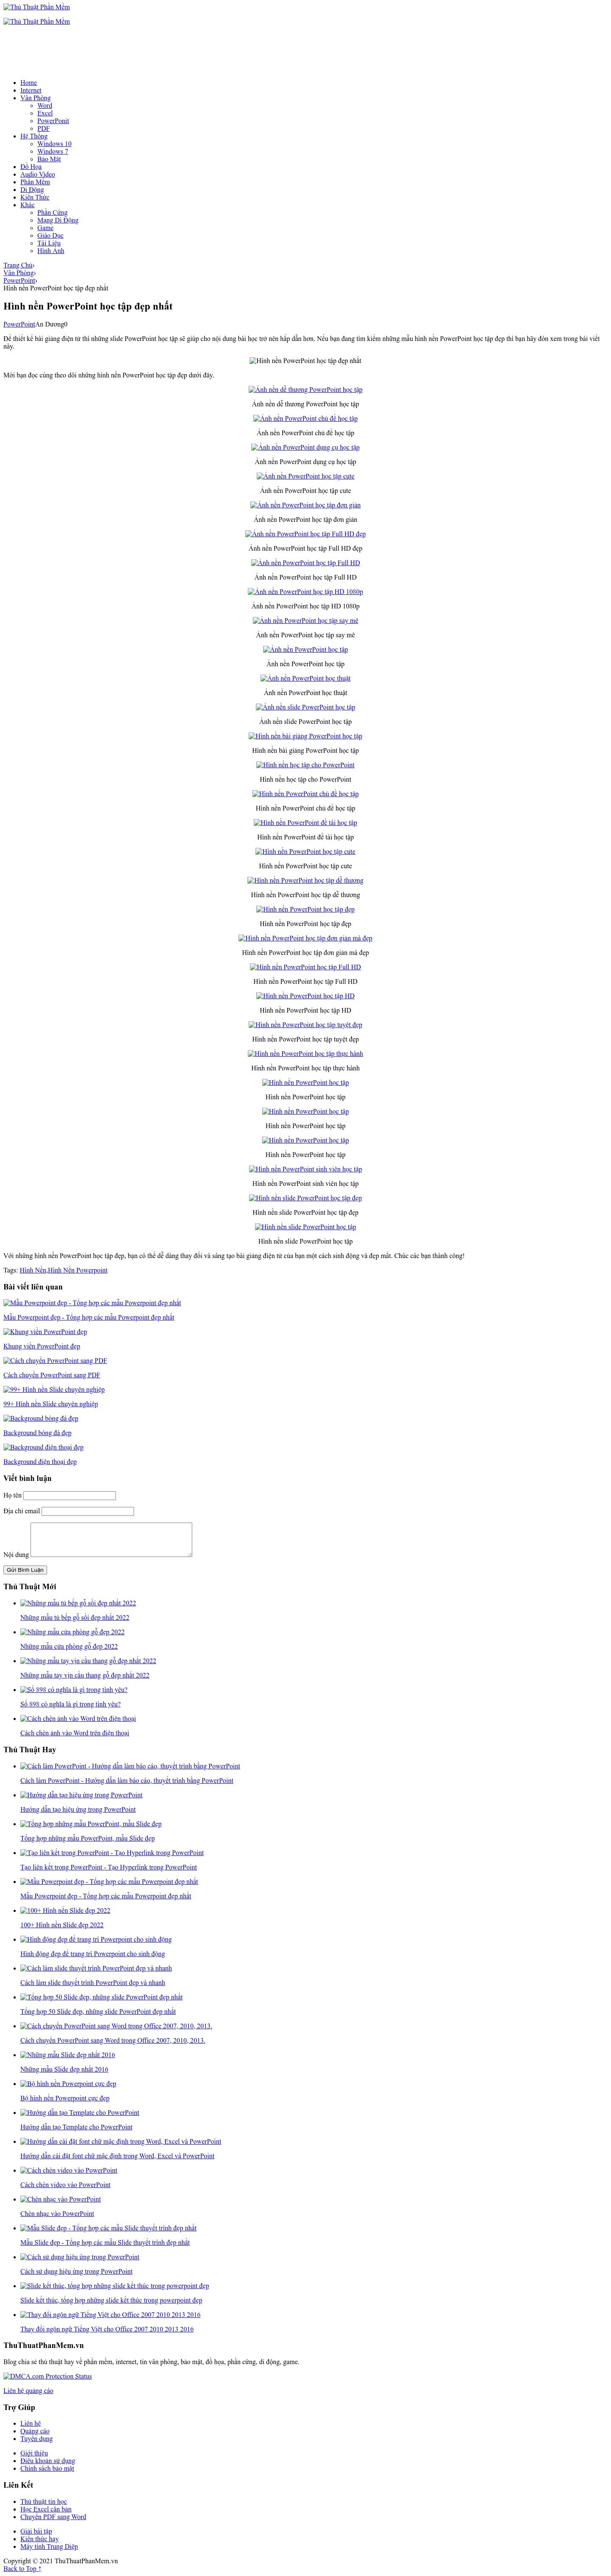 Thủ Thuật Phần Mềm
Thủ Thuật Phần Mềm
Home
Internet
Văn Phòng
Word
Excel
PowerPoint
PDF
Hệ Thống
Windows 10
Windows 7
Bảo Mật
Đồ Họa
Audio Video
Phần Mềm
Di Động
Kiến Thức
Khác
Phần Cứng
Mạng Di Động
Game
Giáo Dục
Tài Liệu
Hình Ảnh
Trang Chủ›
Văn Phòng›
PowerPoint›
Hình nền PowerPoint học tập đẹp nhất
Hình nền PowerPoint học tập đẹp nhất
PowerPointAn Dương0
Để thiết kế bài giảng điện tử thì những slide PowerPoint học tập sẽ giúp cho nội dung bài học trở nên hấp dẫn hơn. Nếu bạn đang tìm kiếm những mẫu hình nền PowerPoint học tập đẹp thì bạn hãy đón xem trong bài viết
này.
Hình nền PowerPoint học tập đẹp nhất
Mời bạn đọc cùng theo dõi những hình nền PowerPoint học tập đẹp dưới đây.
Ảnh nền dễ thương PowerPoint học tập
Ảnh nền dễ thương PowerPoint học tập
Ảnh nền PowerPoint chủ đề học tập
Ảnh nền PowerPoint chủ đề học tập
Ảnh nền PowerPoint dụng cụ học tập
Ảnh nền PowerPoint dụng cụ học tập
Ảnh nền PowerPoint học tập cute
Ảnh nền PowerPoint học tập cute
Ảnh nền PowerPoint học tập đơn giản
Ảnh nền PowerPoint học tập đơn giản
Ảnh nền PowerPoint học tập Full HD đẹp
Ảnh nền PowerPoint học tập Full HD đẹp
Ảnh nền PowerPoint học tập Full HD
Ảnh nền PowerPoint học tập Full HD
Ảnh nền PowerPoint học tập HD 1080p
Ảnh nền PowerPoint học tập HD 1080p
Ảnh nền PowerPoint học tập say mê
Ảnh nền PowerPoint học tập say mê
Ảnh nền PowerPoint học tập
Ảnh nền PowerPoint học tập
Ảnh nền PowerPoint học thuật
Ảnh nền PowerPoint học thuật
Ảnh nền slide PowerPoint học tập
Ảnh nền slide PowerPoint học tập
Hình nền bài giảng PowerPoint học tập
Hình nền bài giảng PowerPoint học tập
Hình nền học tập cho PowerPoint
Hình nền học tập cho PowerPoint
Hình nền PowerPoint chủ đề học tập
Hình nền PowerPoint chủ đề học tập
Hình nền PowerPoint đề tài học tập
Hình nền PowerPoint đề tài học tập
Hình nền PowerPoint học tập cute
Hình nền PowerPoint học tập cute
Hình nền PowerPoint học tập dễ thương
Hình nền PowerPoint học tập dễ thương
Hình nền PowerPoint học tập đẹp
Hình nền PowerPoint học tập đẹp
Hình nền PowerPoint học tập đơn giản mà đẹp
Hình nền PowerPoint học tập đơn giản mà đẹp
Hình nền PowerPoint học tập Full HD
Hình nền PowerPoint học tập Full HD
Hình nền PowerPoint học tập HD
Hình nền PowerPoint học tập HD
Hình nền PowerPoint học tập tuyệt đẹp
Hình nền PowerPoint học tập tuyệt đẹp
Hình nền PowerPoint học tập thực hành
Hình nền PowerPoint học tập thực hành
Hình nền PowerPoint học tập
Hình nền PowerPoint học tập
Hình nền PowerPoint học tập
Hình nền PowerPoint học tập
Hình nền PowerPoint học tập
Hình nền PowerPoint học tập
Hình nền PowerPoint sinh viên học tập
Hình nền PowerPoint sinh viên học tập
Hình nền slide PowerPoint học tập đẹp
Hình nền slide PowerPoint học tập đẹp
Hình nền slide PowerPoint học tập
Hình nền slide PowerPoint học tập
Với những hình nền PowerPoint học tập đẹp, bạn có thể dễ dàng thay đổi và sáng tạo bài giảng điện tử của bạn một cách sinh động và đẹp mắt. Chúc các bạn thành công!
Tags: Hình Nền,Hình Nền Powerpoint
Bài viết liên quan
Mẫu Powerpoint đẹp - Tổng hợp các mẫu Powerpoint đẹp nhất
Mẫu Powerpoint đẹp - Tổng hợp các mẫu Powerpoint đẹp nhất
Khung viền PowerPoint đẹp
Khung viền PowerPoint đẹp
Cách chuyển PowerPoint sang PDF
Cách chuyển PowerPoint sang PDF
99+ Hình nền Slide chuyên nghiệp
99+ Hình nền Slide chuyên nghiệp
Background bóng đá đẹp
Background bóng đá đẹp
Background điện thoại đẹp
Background điện thoại đẹp
Viết bình luận
Họ tên
Địa chỉ email
Nội dung
Gửi Bình Luận
Thủ Thuật Mới
Những mẫu tủ bếp gỗ sồi đẹp nhất 2022
Những mẫu tủ bếp gỗ sồi đẹp nhất 2022
Những mẫu cửa phòng gỗ đẹp 2022
Những mẫu cửa phòng gỗ đẹp 2022
Những mẫu tay vịn cầu thang gỗ đẹp nhất 2022
Những mẫu tay vịn cầu thang gỗ đẹp nhất 2022
Số 898 có nghĩa là gì trong tình yêu?
Số 898 có nghĩa là gì trong tình yêu?
Cách chèn ảnh vào Word trên điện thoại
Cách chèn ảnh vào Word trên điện thoại
Thủ Thuật Hay
Cách làm PowerPoint - Hướng dẫn làm báo cáo, thuyết trình bằng PowerPoint
Cách làm PowerPoint - Hướng dẫn làm báo cáo, thuyết trình bằng PowerPoint
Hướng dẫn tạo hiệu ứng trong PowerPoint
Hướng dẫn tạo hiệu ứng trong PowerPoint
Tổng hợp những mẫu PowerPoint, mẫu Slide đẹp
Tổng hợp những mẫu PowerPoint, mẫu Slide đẹp
Tạo liên kết trong PowerPoint - Tạo Hyperlink trong PowerPoint
Tạo liên kết trong PowerPoint - Tạo Hyperlink trong PowerPoint
Mẫu Powerpoint đẹp - Tổng hợp các mẫu Powerpoint đẹp nhất
Mẫu Powerpoint đẹp - Tổng hợp các mẫu Powerpoint đẹp nhất
100+ Hình nền Slide đẹp 2022
100+ Hình nền Slide đẹp 2022
Hình động đẹp để trang trí Powerpoint cho sinh động
Hình động đẹp để trang trí Powerpoint cho sinh động
Cách làm slide thuyết trình PowerPoint đẹp và nhanh
Cách làm slide thuyết trình PowerPoint đẹp và nhanh
Tổng hợp 50 Slide đẹp, những slide PowerPoint đẹp nhất
Tổng hợp 50 Slide đẹp, những slide PowerPoint đẹp nhất
Cách chuyển PowerPoint sang Word trong Office 2007, 2010, 2013.
Cách chuyển PowerPoint sang Word trong Office 2007, 2010, 2013.
Những mẫu Slide đẹp nhất 2016
Những mẫu Slide đẹp nhất 2016
Bộ hình nền Powerpoint cực đẹp
Bộ hình nền Powerpoint cực đẹp
Hướng dẫn tạo Template cho PowerPoint
Hướng dẫn tạo Template cho PowerPoint
Hướng dẫn cài đặt font chữ mặc định trong Word, Excel và PowerPoint
Hướng dẫn cài đặt font chữ mặc định trong Word, Excel và PowerPoint
Cách chèn video vào PowerPoint
Cách chèn video vào PowerPoint
Chèn nhạc vào PowerPoint
Chèn nhạc vào PowerPoint
Mẫu Slide đẹp - Tổng hợp các mẫu Slide thuyết trình đẹp nhất
Mẫu Slide đẹp - Tổng hợp các mẫu Slide thuyết trình đẹp nhất
Cách sử dụng hiệu ứng trong PowerPoint
Cách sử dụng hiệu ứng trong PowerPoint
Slide kết thúc, tổng hợp những slide kết thúc trong powerpoint đẹp
Slide kết thúc, tổng hợp những slide kết thúc trong powerpoint đẹp
Thay đổi ngôn ngữ Tiếng Việt cho Office 2007 2010 2013 2016
Thay đổi ngôn ngữ Tiếng Việt cho Office 2007 2010 2013 2016
ThuThuatPhanMem.vn
Blog chia sẻ thủ thuật hay về phần mềm, internet, tin văn phòng, bảo mật, đồ họa, phần cứng, di động, game.
DMCA.com Protection Status
Liên hệ quảng cáo
Trợ Giúp
Liên hệ
Quảng cáo
Tuyển dụng
Giới thiệu
Điều khoản sử dụng
Chính sách bảo mật
Liên Kết
Thủ thuật tin học
Học Excel căn bản
Chuyển PDF sang Word
Giải bài tập
Kiến thức hay
Máy tính Trung Điệp
Copyright © 2021 ThuThuatPhanMem.vn
Back to Top ↑